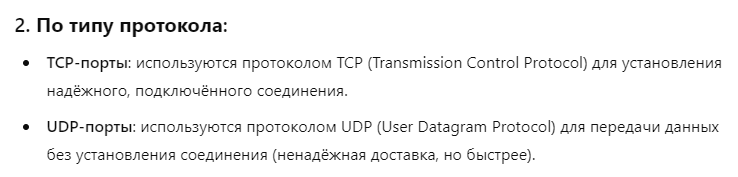 2. По типу протокола:
• TCP-порты: используются протоколом TCP (Transmission Control Protocol) для установления
надёжного, подключённого соединения.
• UDP-порты: используются протоколом UDP (User Datagram Protocol) для передачи данных
без установления соединения (ненадёжная доставка, но быстрее).